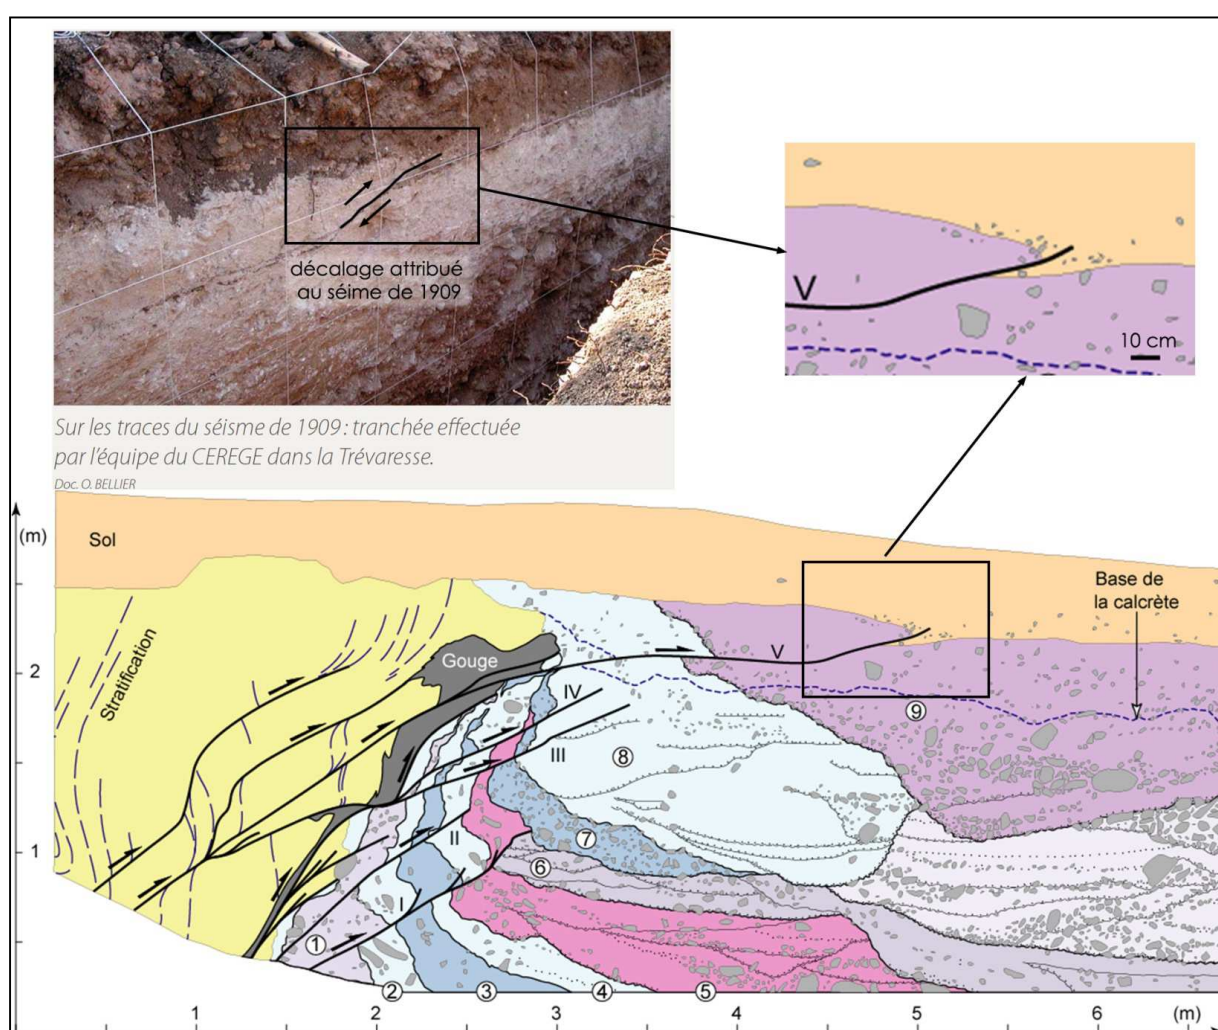 décalage attribué
au séime de 1909
Sur les traces du séisme de 1909 : tranchée effectuée
par l'équipe du CEREGE dans la Trévaresse.
Doc. O. BELLIER
V
10 cm
(m)
2
1
Sol
Stratification
Gouge
Base de
la calcrète
V
IV
III
II
I
①
②
③
④
⑤
⑥
⑦
⑧
⑨
1
2
3
4
5
6
(m)